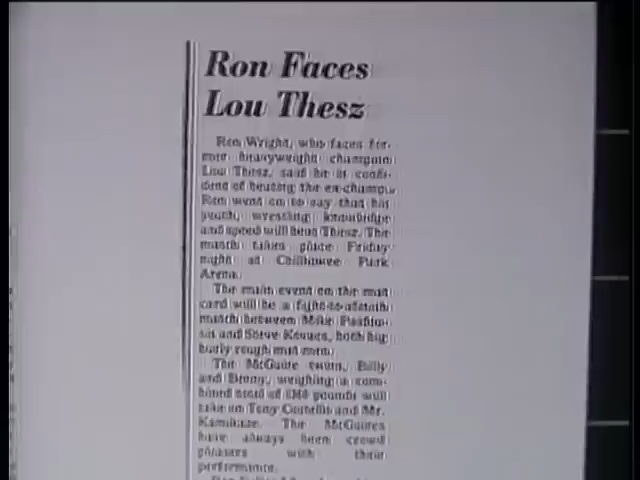 Ron Faces
Lou Thesz
Ron Wright, who faces for-
mer heavyweight champion
Lou Thesz, said he is confi-
dent of beating the ex-champ.
Ron went on to say that his
youth, wrestling knowledge
and speed will beat Thesz. The
match takes place Friday
night at Chilhowee Park
Arena.
The main event on the mat
card will be a fight-to-a-finish
match between Mike
and Steve Kovacs, both big
burly rough mat men.
The McGuire twins, Billy
and Benny, weighing a com-
bined total of pounds will
take on Tony Costello and Mr.
Kamikaze. The McGuires
have always been crowd
pleasers with their
performance.